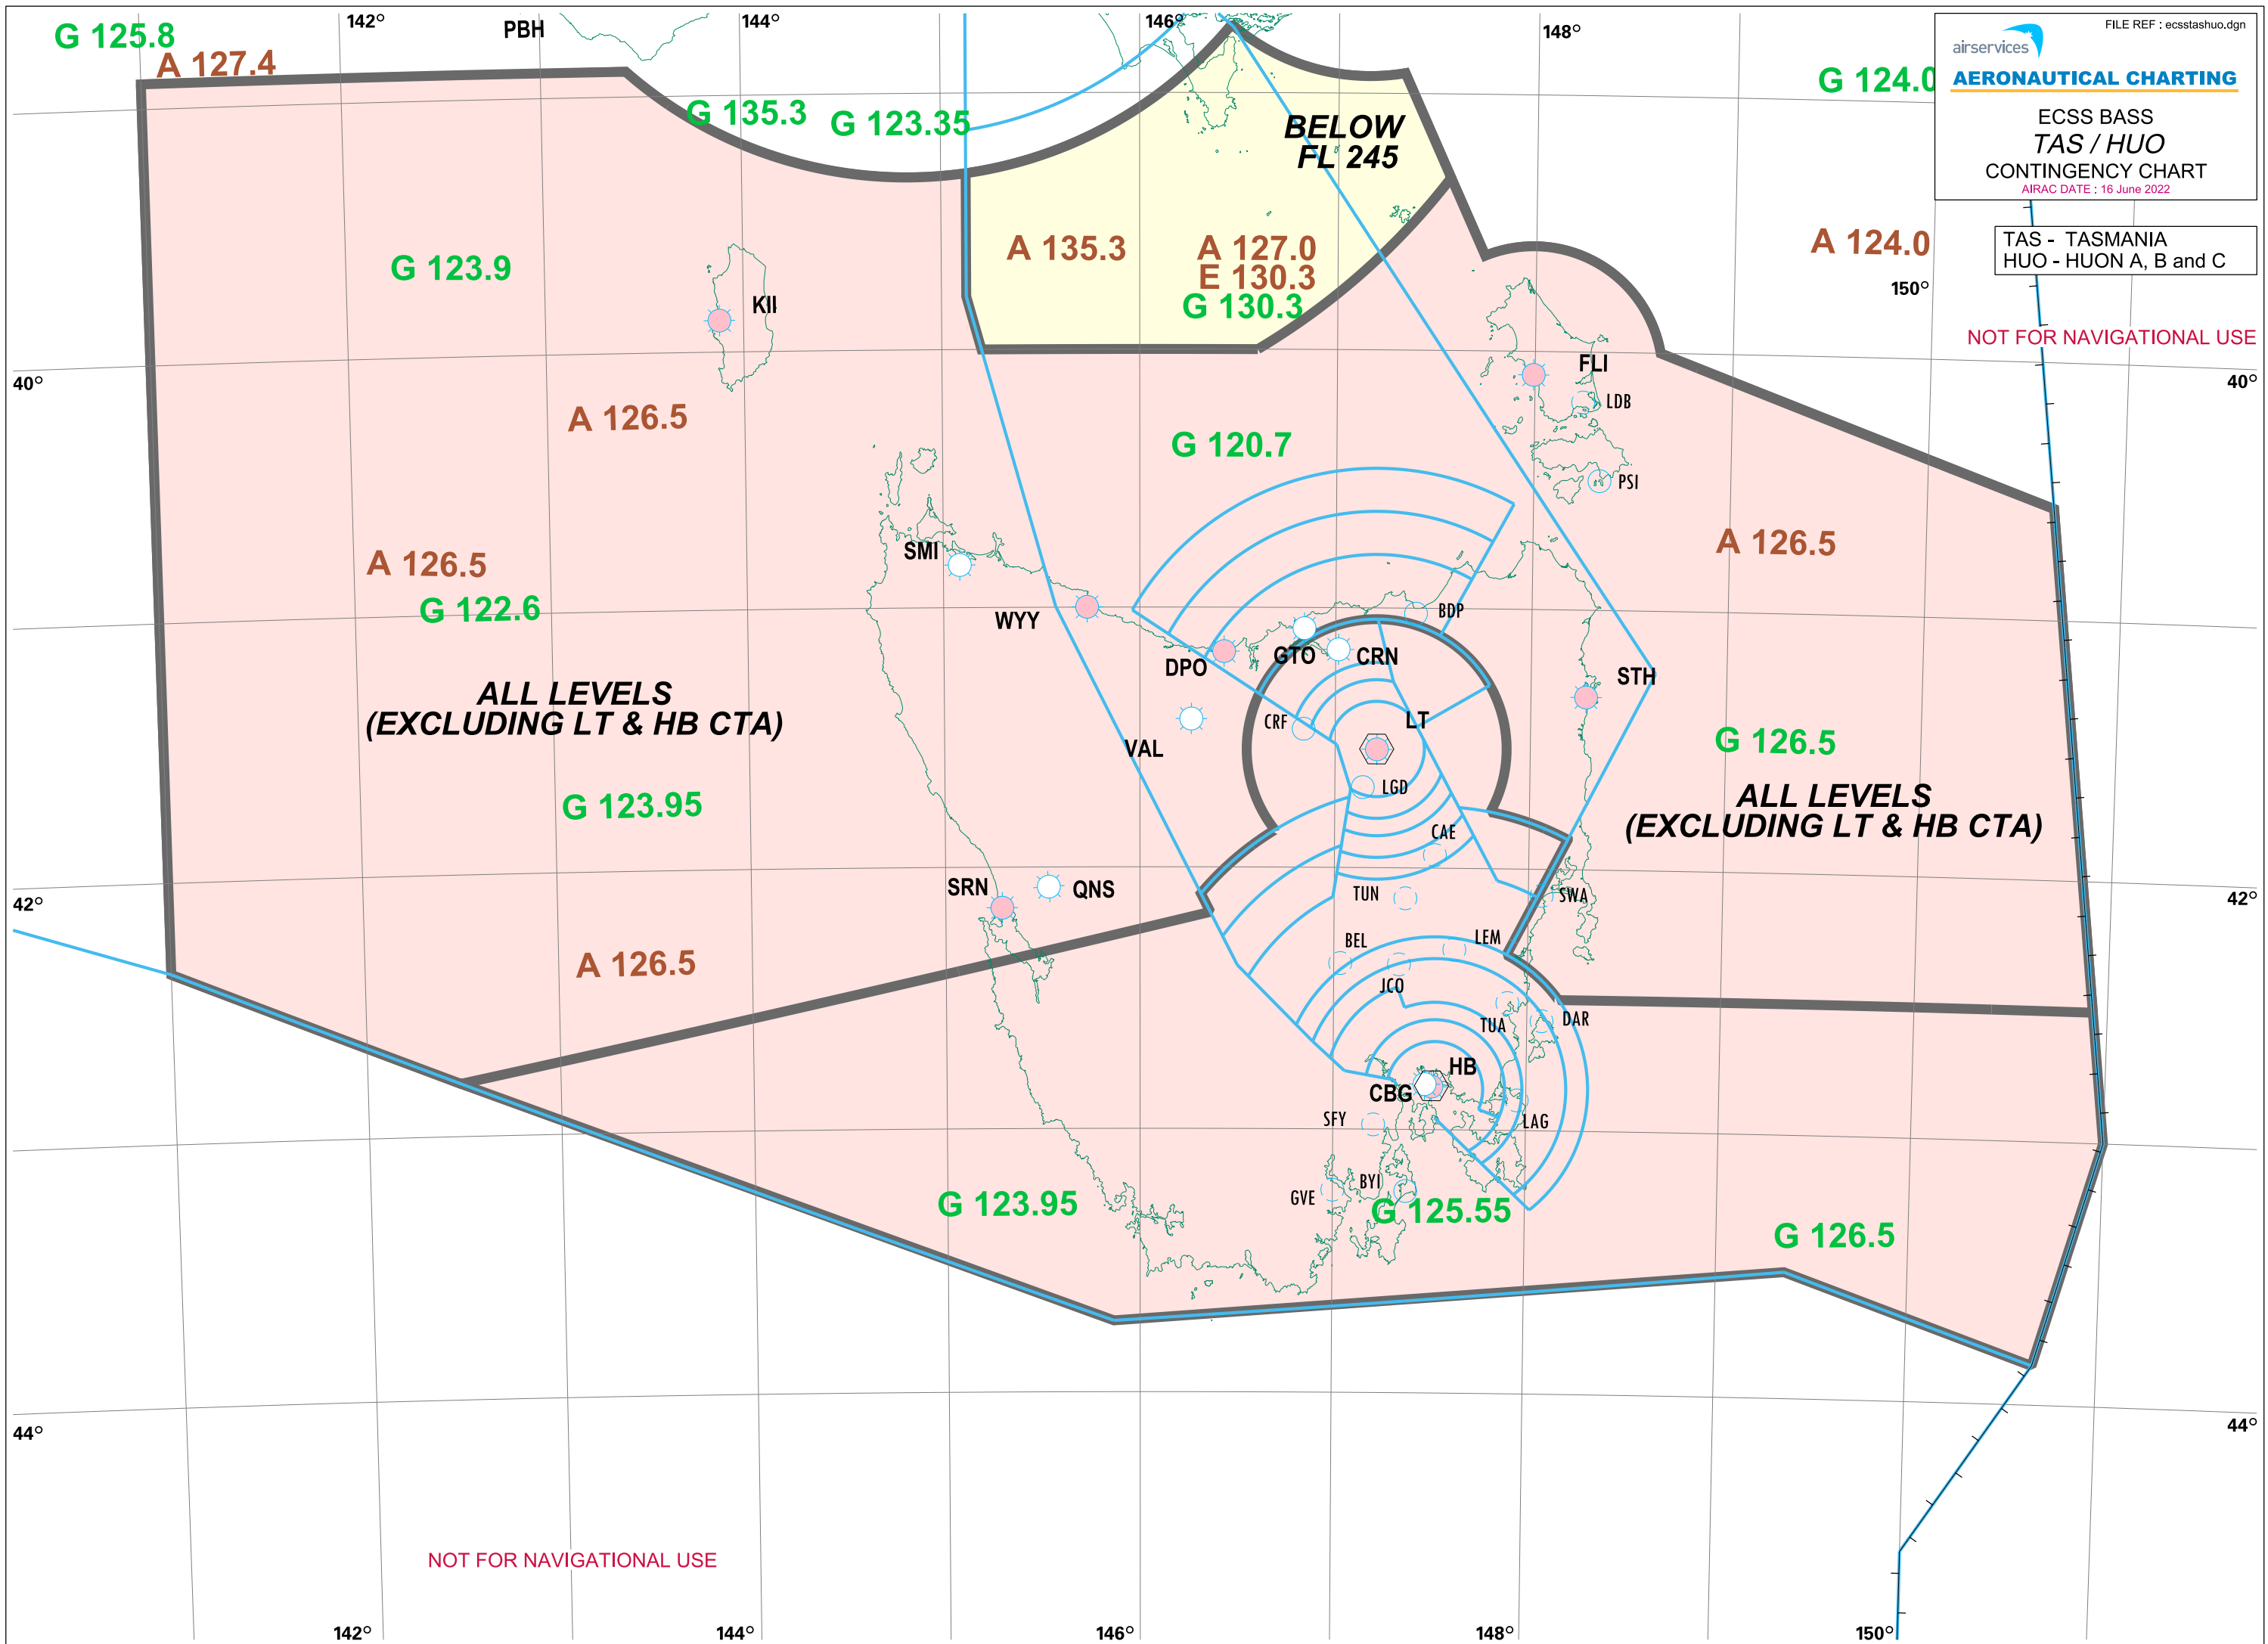 142°
144°
146°
148°
PBH
G 125.8
A 127.4
G 135.3
G 123.35
G 124.0
FILE REF : ecsstashuo.dgn
airservices
AERONAUTICAL CHARTING
ECSS BASS
TAS / HUO
CONTINGENCY CHART
AIRAC DATE : 16 June 2022
TAS - TASMANIA
HUO - HUON A, B and C
BELOW
FL 245
A 135.3
A 127.0
E 130.3
G 130.3
A 124.0
150°
NOT FOR NAVIGATIONAL USE
G 123.9
KII
40°
40°
FLI
LDB
A 126.5
G 120.7
PSI
A 126.5
G 122.6
SMI
WYY
A 126.5
BDP
DPO
GTO
CRN
STH
ALL LEVELS
(EXCLUDING LT & HB CTA)
CRF
LT
VAL
G 126.5
LGD
ALL LEVELS
(EXCLUDING LT & HB CTA)
G 123.95
CAE
SRN
QNS
TUN
SWA
42°
42°
A 126.5
BEL
LEM
JCO
TUA
DAR
HB
CBG
SFY
LAG
GVE
BYI
G 123.95
G 125.55
G 126.5
44°
44°
NOT FOR NAVIGATIONAL USE
142°
144°
146°
148°
150°